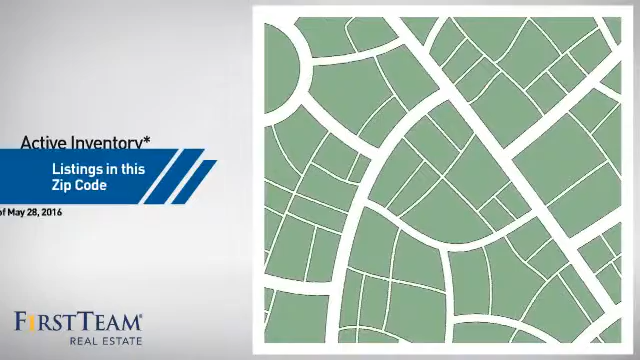 Active Inventory*
Listings in this
Zip Code
of May 28, 2016
FIRSTTEAM®
REAL ESTATE